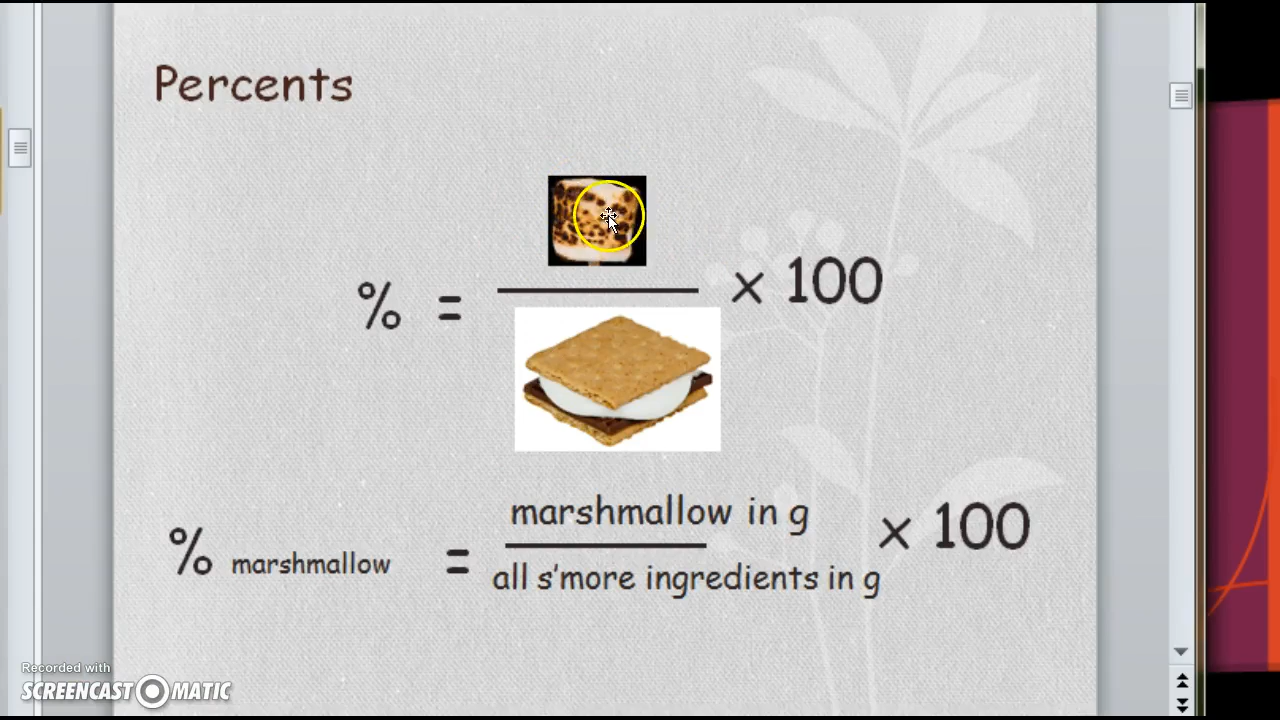 Percents
% = x 100
marshmallow in g
% marshmallow = x 100
all s'more ingredients in g
Recorded with
SCREENCAST MATIC